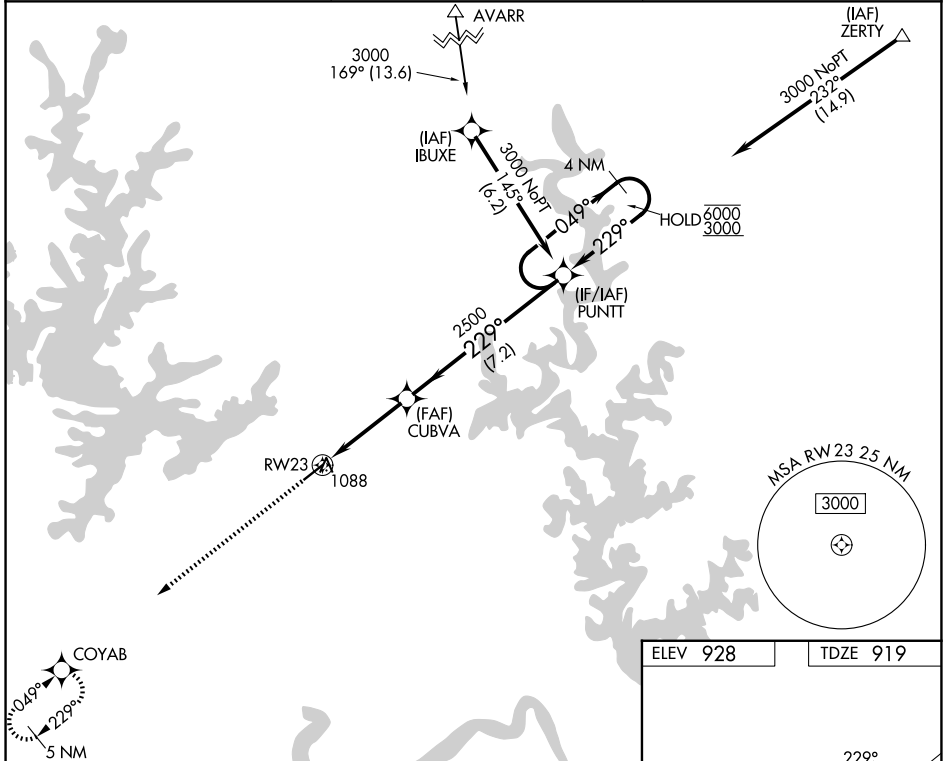 AVARR
3000
169° (13.6)
(IAF)
ZERTY
3000 NoPT
232°
(14.9)
(IAF)
IBUXE
3000 NoPT
145°
(6.2)
4 NM
049°
229°
HOLD 6000
3000
(IF/IAF)
PUNTT
2500
229°
(7.2)
(FAF)
CUBVA
RW23
1088
MSA RW 23 25 NM
3000
COYAB
049°
229°
5 NM
ELEV 928
TDZE 919
229°